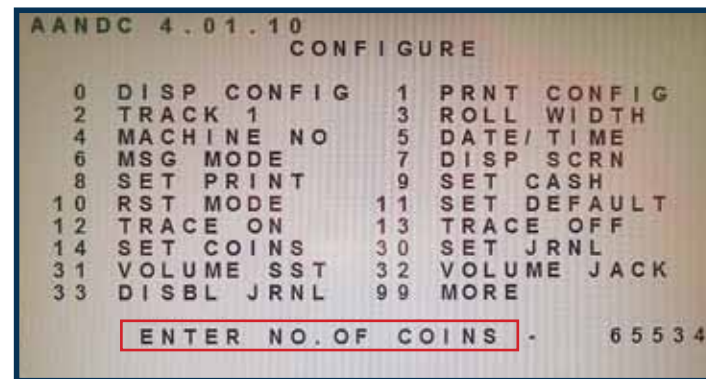 AANDC 4.01.10
CONFIGURE
0 DISP CONFIG 1 PRNT CONFIG
2 TRACK 1 3 ROLL WIDTH
4 MACHINE NO 5 DATE/TIME
6 MSG MODE 7 DISP SCRN
8 SET PRINT 9 SET CASH
10 RST MODE 11 SET DEFAULT
12 TRACE ON 13 TRACE OFF
14 SET COINS 30 SET JRNL
31 VOLUME SST 32 VOLUME JACK
33 DISBL JRNL 99 MORE
ENTER NO.OF COINS - 65534